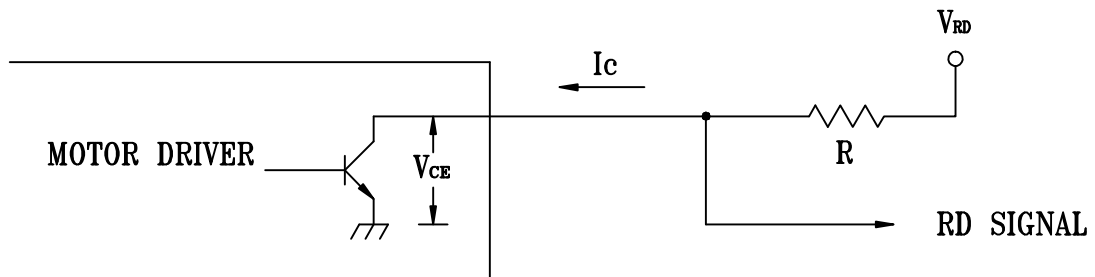 VRD
Ic
MOTOR DRIVER
VCE
R
RD SIGNAL